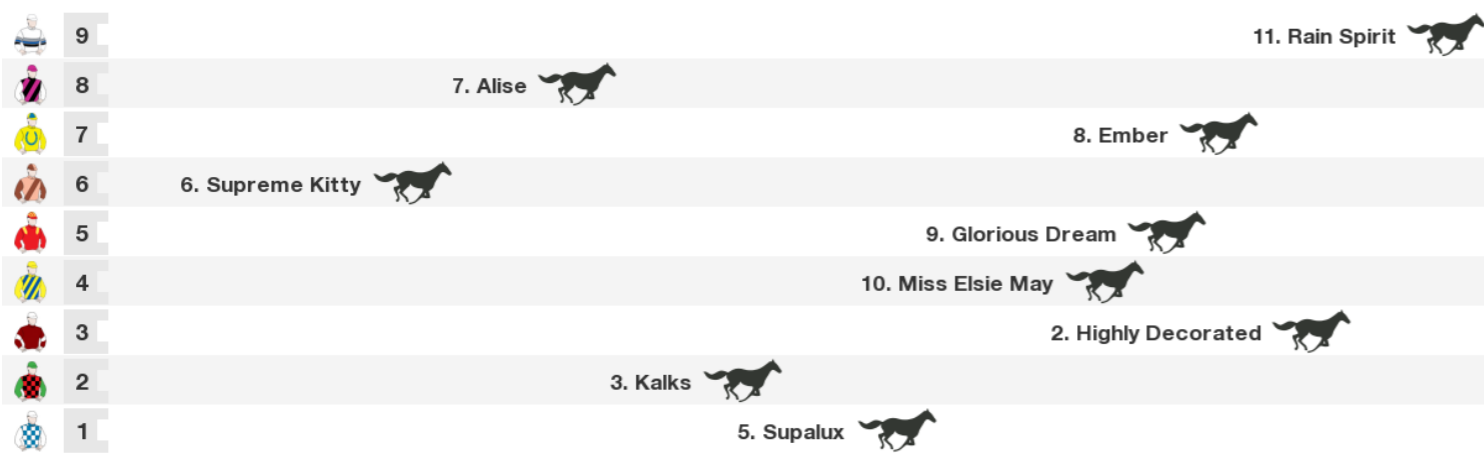 9 11. Rain Spirit
8 7. Alise
7 8. Ember
6 6. Supreme Kitty
5 9. Glorious Dream
4 10. Miss Elsie May
3 2. Highly Decorated
2 3. Kalks
1 5. Supalux